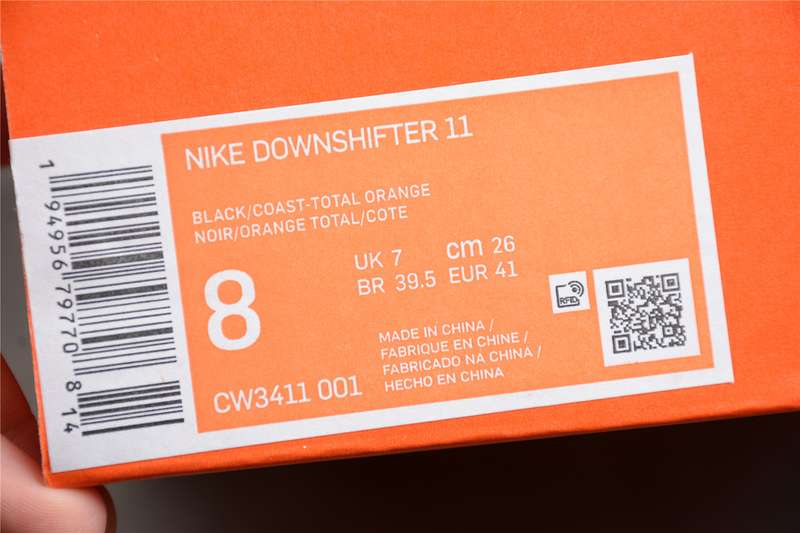 NIKE DOWNSHIFTER 11
BLACK/COAST-TOTAL ORANGE
NOIR/ORANGE TOTAL/COTE
8
UK 7 cm 26
BR 39.5 EUR 41
RFID
MADE IN CHINA /
FABRIQUE EN CHINE /
FABRICADO NA CHINA /
HECHO EN CHINA
CW3411 001
1 94956 79770 8 14